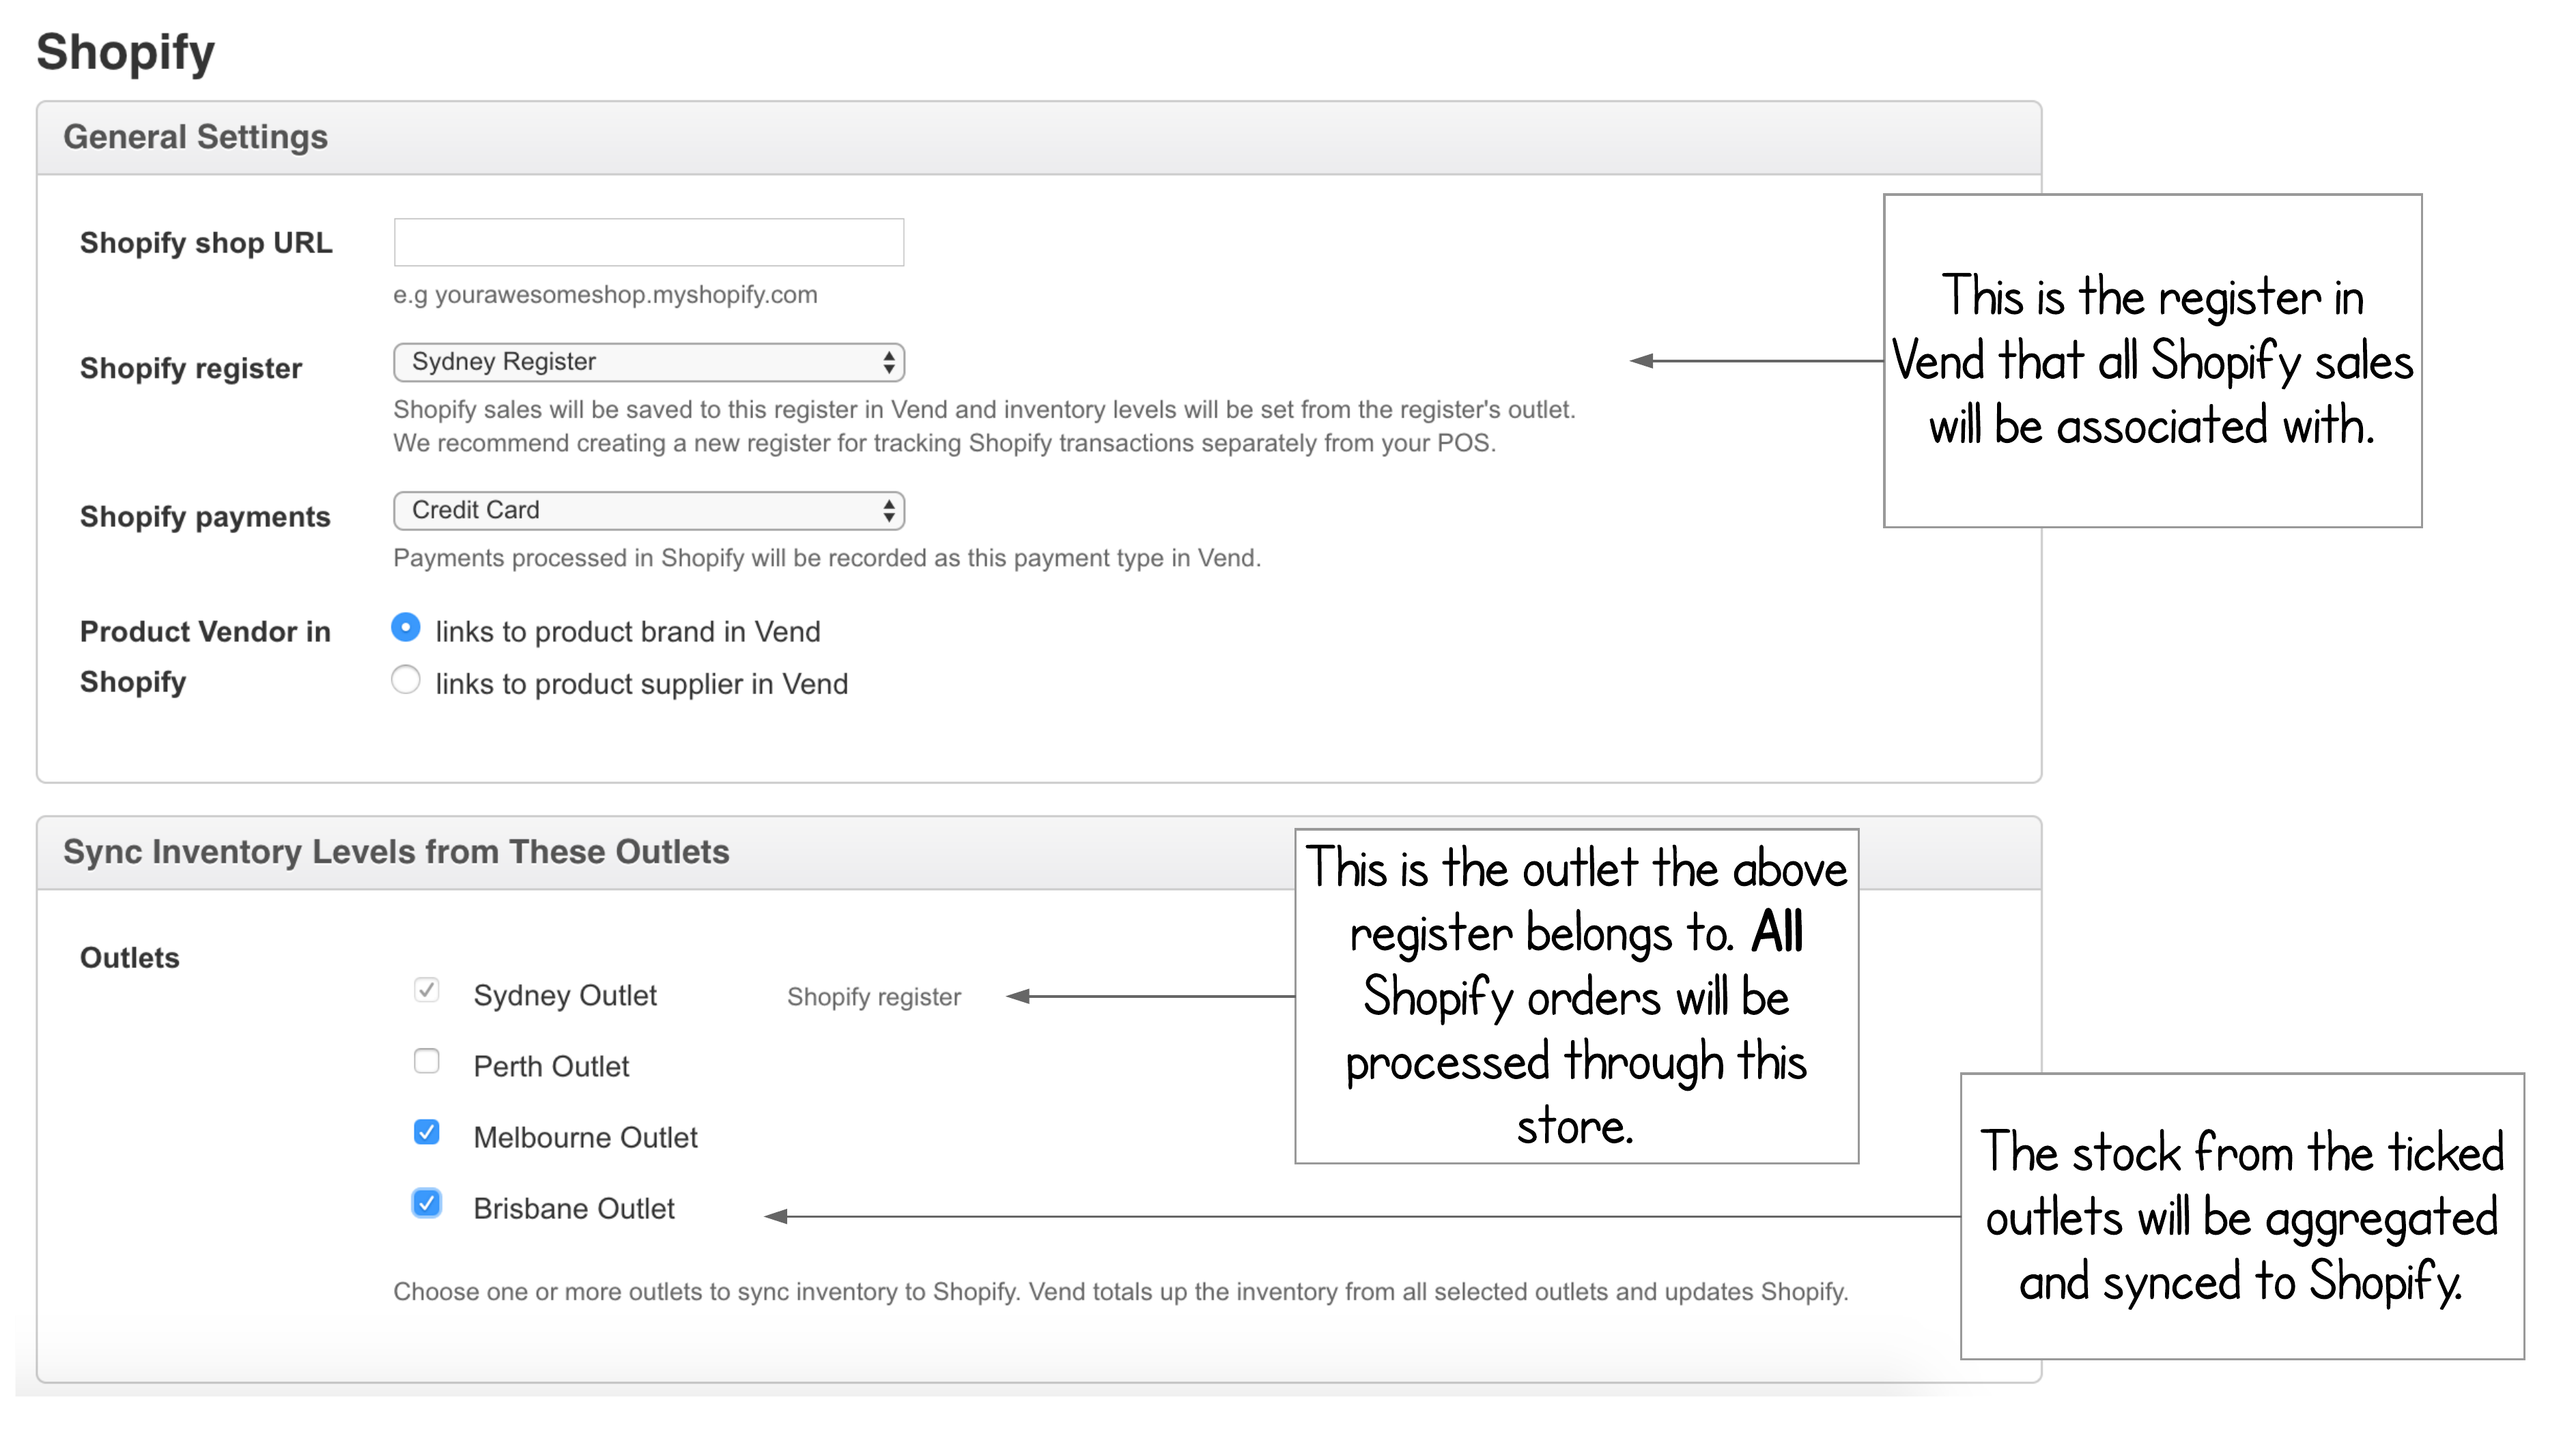 Shopify
General Settings
Shopify shop URL
e.g yourawesomeshop.myshopify.com
Shopify register
Sydney Register
Shopify sales will be saved to this register in Vend and inventory levels will be set from the register's outlet.
We recommend creating a new register for tracking Shopify transactions separately from your POS.
This is the register in
Vend that all Shopify sales
will be associated with.
Shopify payments
Credit Card
Payments processed in Shopify will be recorded as this payment type in Vend.
Product Vendor in
Shopify
links to product brand in Vend
links to product supplier in Vend
Sync Inventory Levels from These Outlets
Outlets
Sydney Outlet
Shopify register
Perth Outlet
Melbourne Outlet
Brisbane Outlet
This is the outlet the above
register belongs to. All
Shopify orders will be
processed through this
store.
The stock from the ticked
outlets will be aggregated
and synced to Shopify.
Choose one or more outlets to sync inventory to Shopify. Vend totals up the inventory from all selected outlets and updates Shopify.